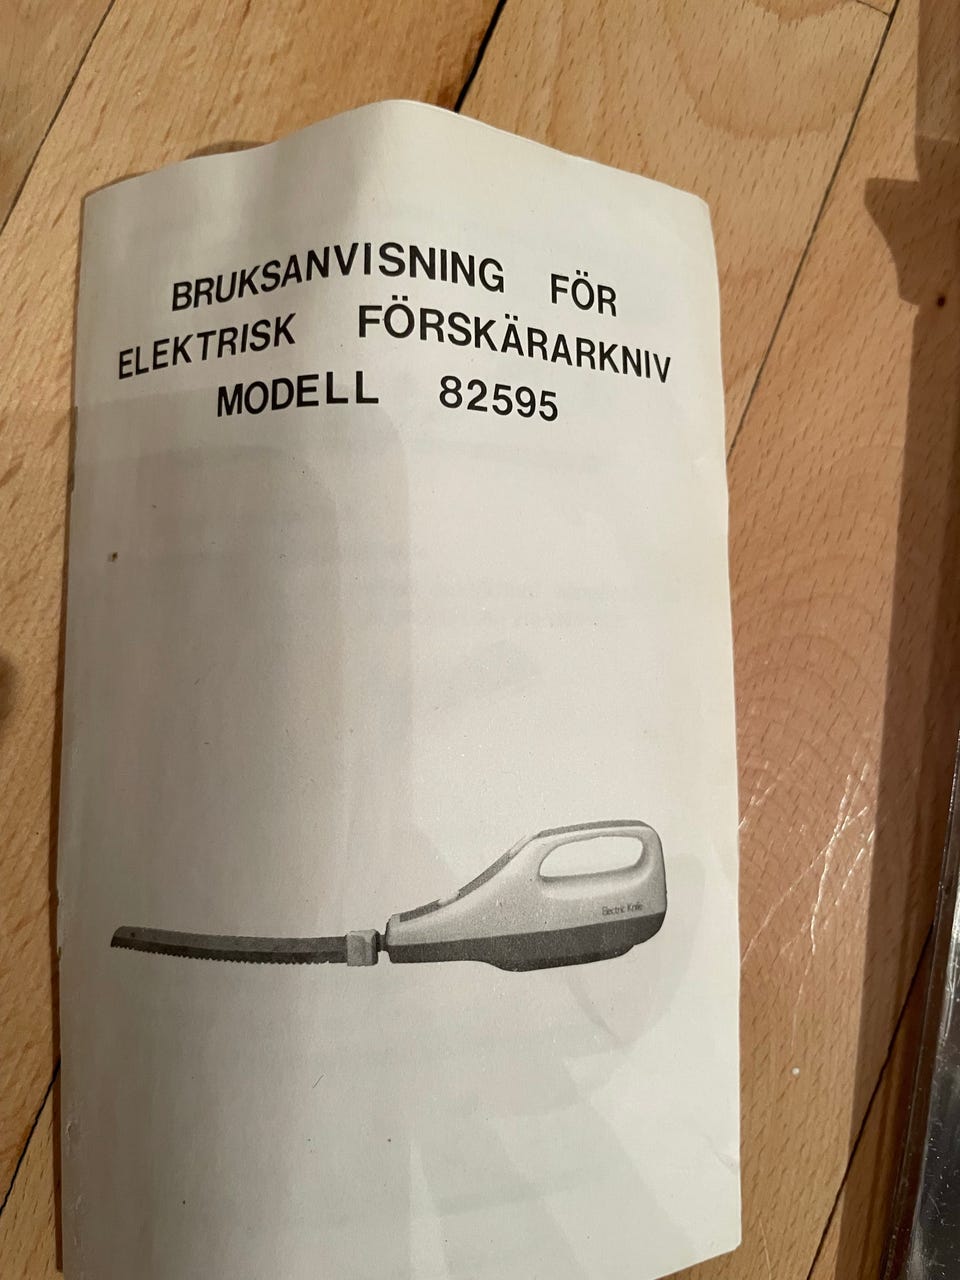 BRUKSANVISNING FÖR
ELEKTRISK FÖRSKÄRARKNIV
MODELL 82595
Electric Knife